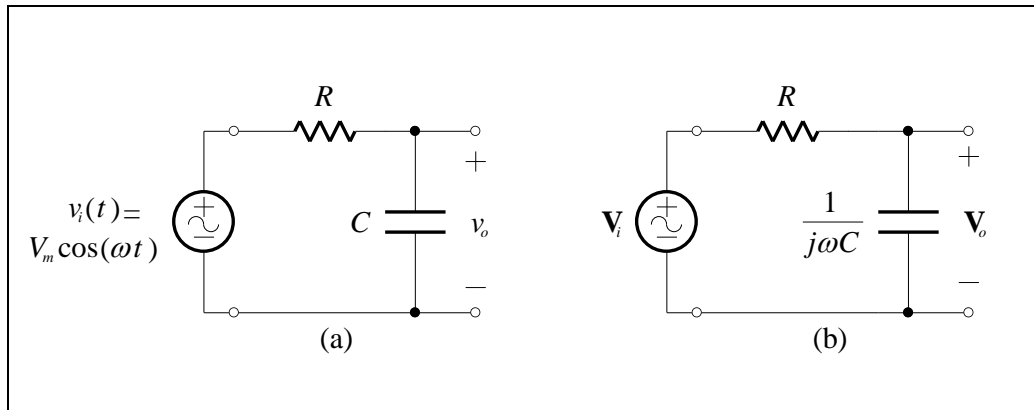 R
v_i(t) =
V_m cos(ωt)
+
−
C
+
v_o
−
(a)
R
V_i
+
−
1
jωC
+
V_o
−
(b)